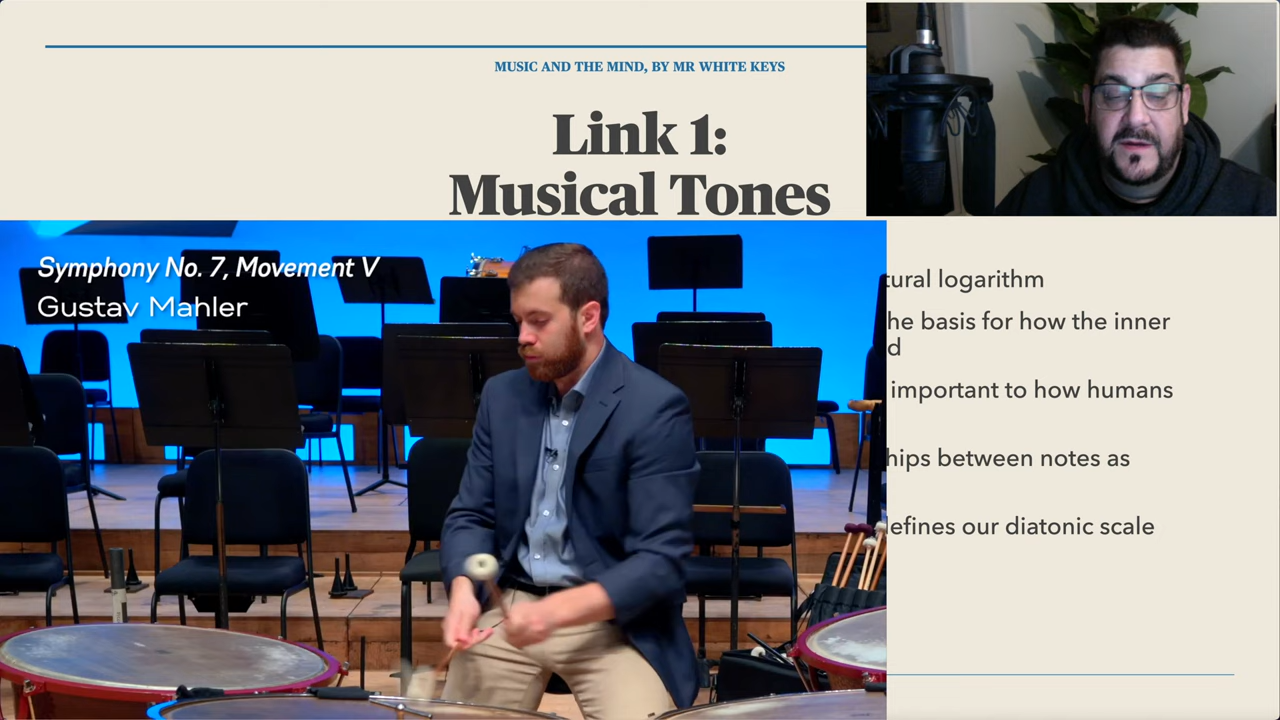 MUSIC AND THE MIND, BY MR WHITE KEYS
Link 1:
Musical Tones
Symphony No. 7, Movement V
Gustav Mahler
tural logarithm
he basis for how the inner
d
important to how humans
hips between notes as
efines our diatonic scale